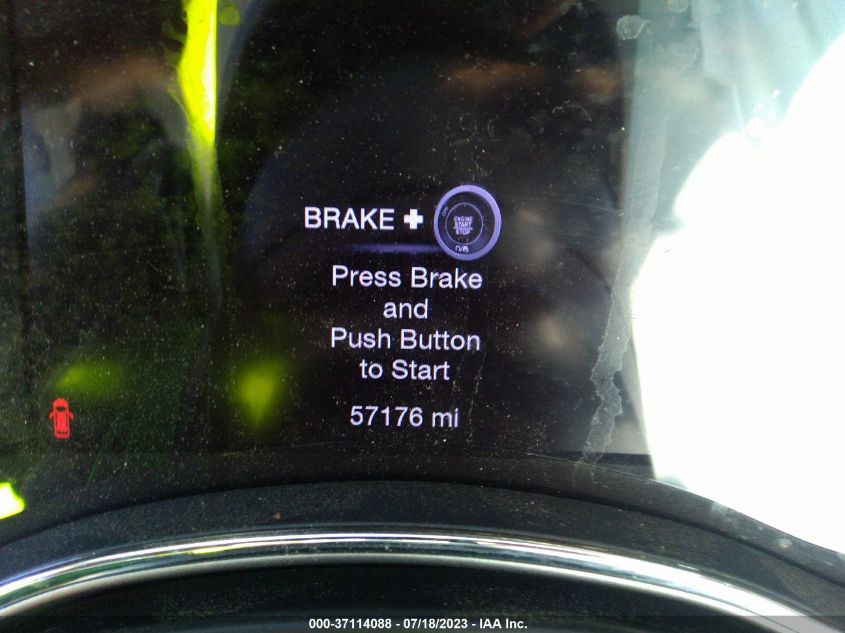 BRAKE +
ENGINE
START
STOP
Press Brake
and
Push Button
to Start
57176 mi
000-37114088 - 07/18/2023 - IAA Inc.